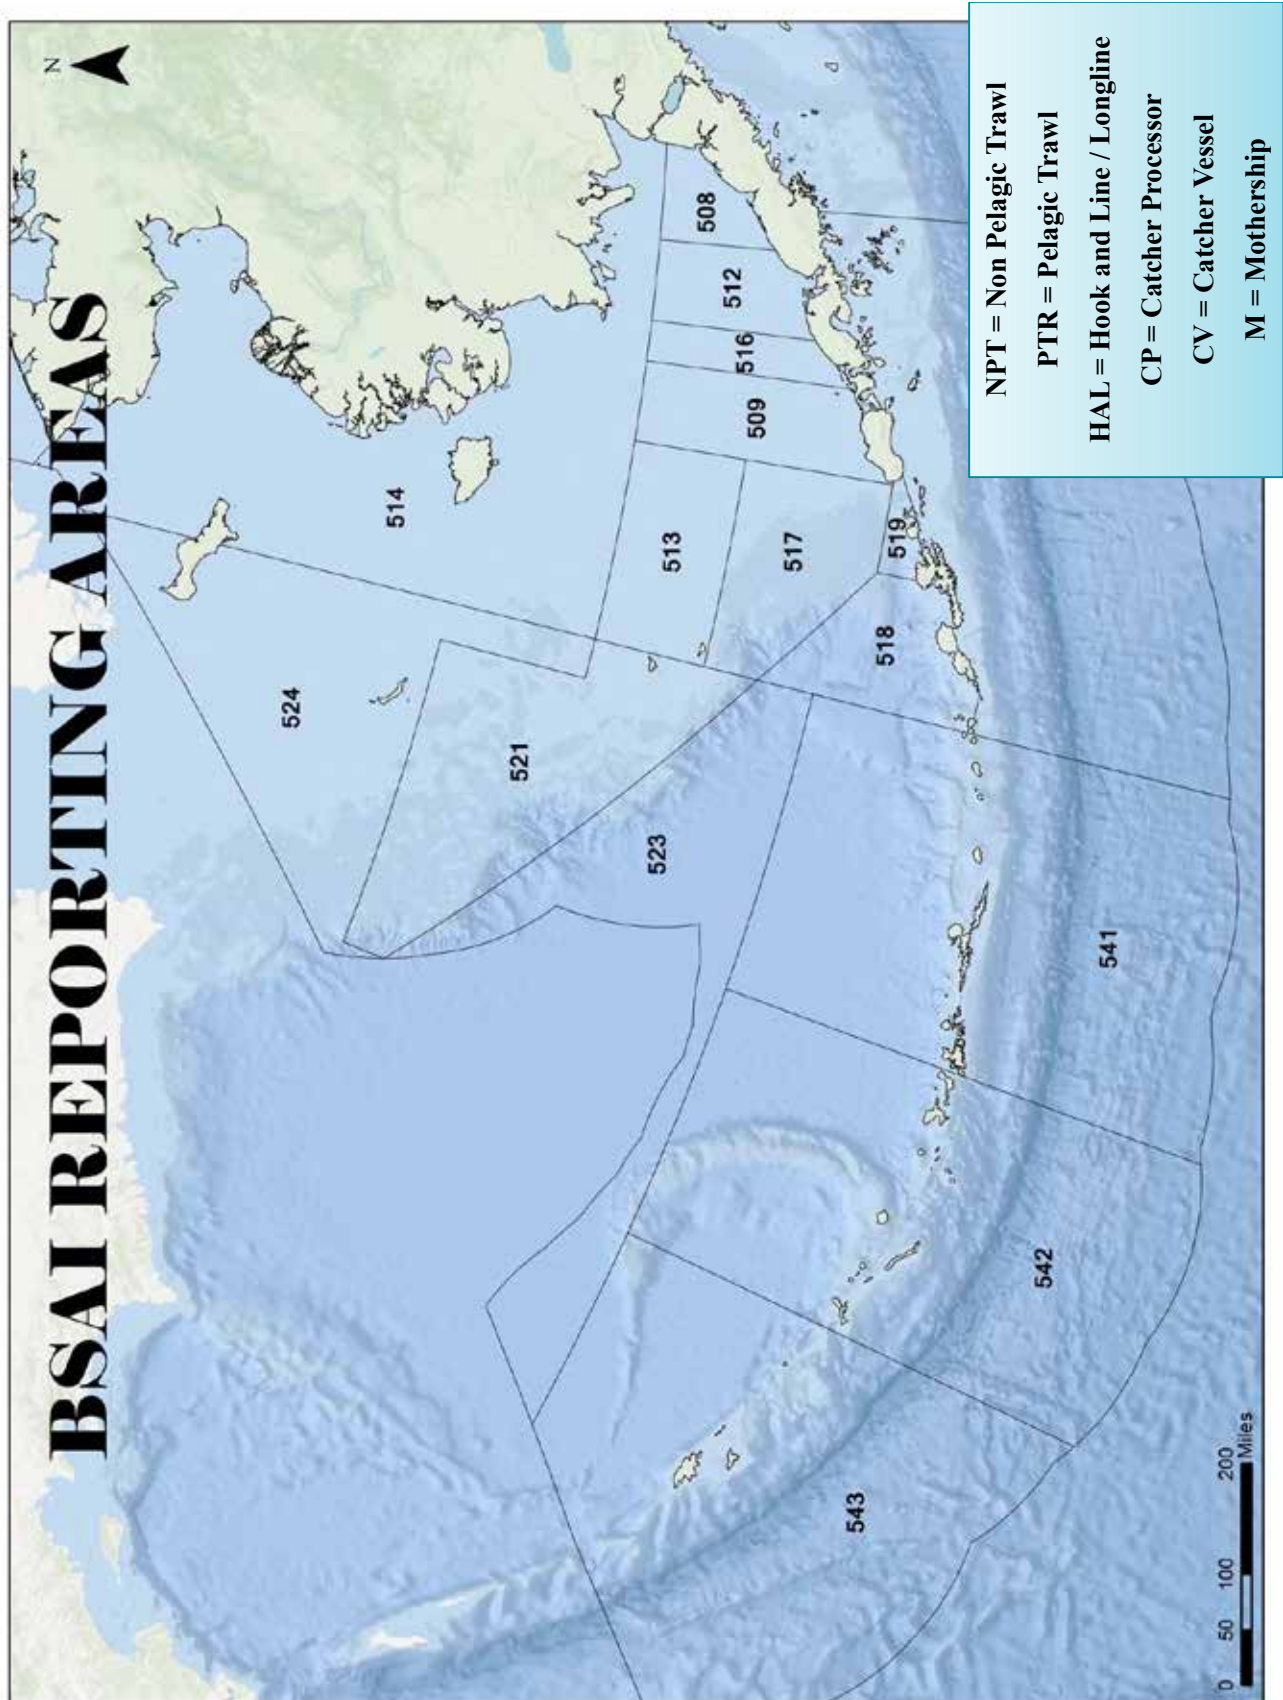 BSAI REPORTING AREAS
N
524
514
508
521
513
512
516
509
523
517
519
518
543
542
541
NPT = Non Pelagic Trawl
PTR = Pelagic Trawl
HAL = Hook and Line / Longline
CP = Catcher Processor
CV = Catcher Vessel
M = Mothership
0 50 100 200
Miles